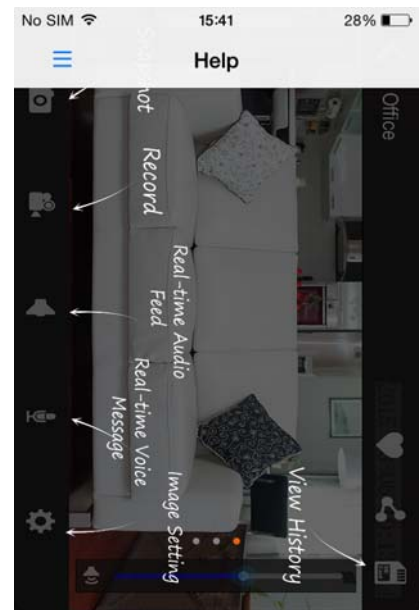 No SIM 15:41 28%
Help
Office
Snapshot
Record
Real-time Audio
Feed
Real-time Voice
Message
Image Setting
View History